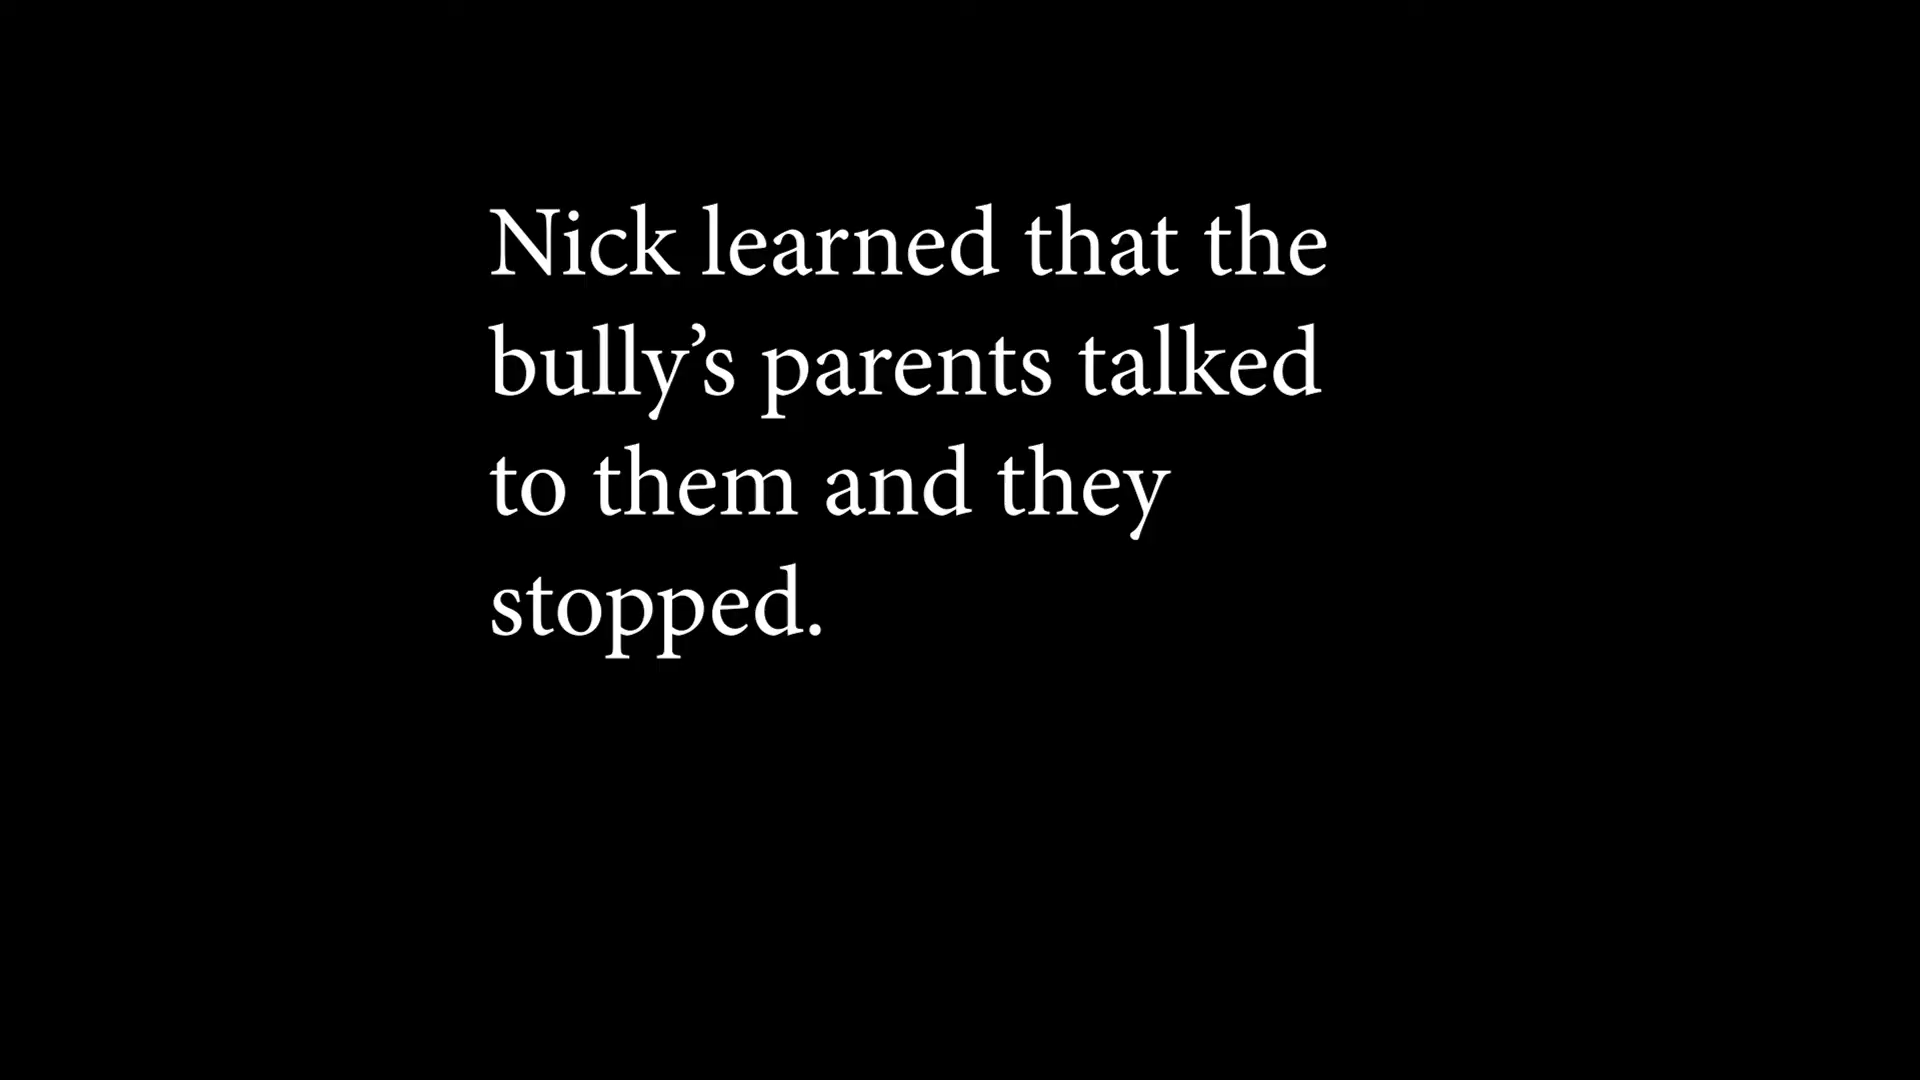 Nick learned that the
bully’s parents talked
to them and they
stopped.